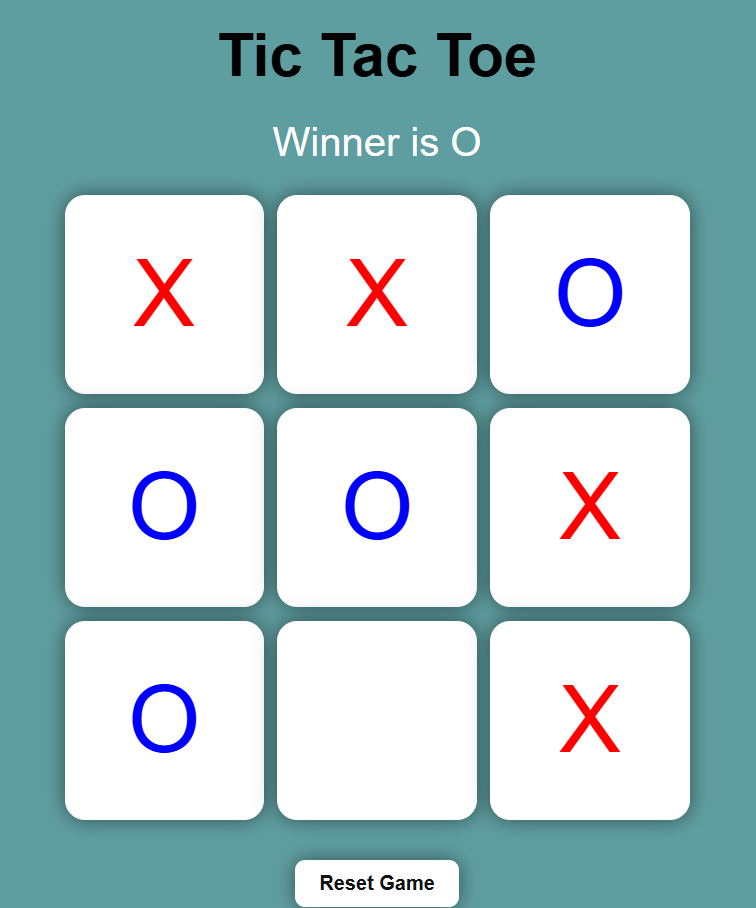 Tic Tac Toe
Winner is O
X X O
O O X
O X
Reset Game